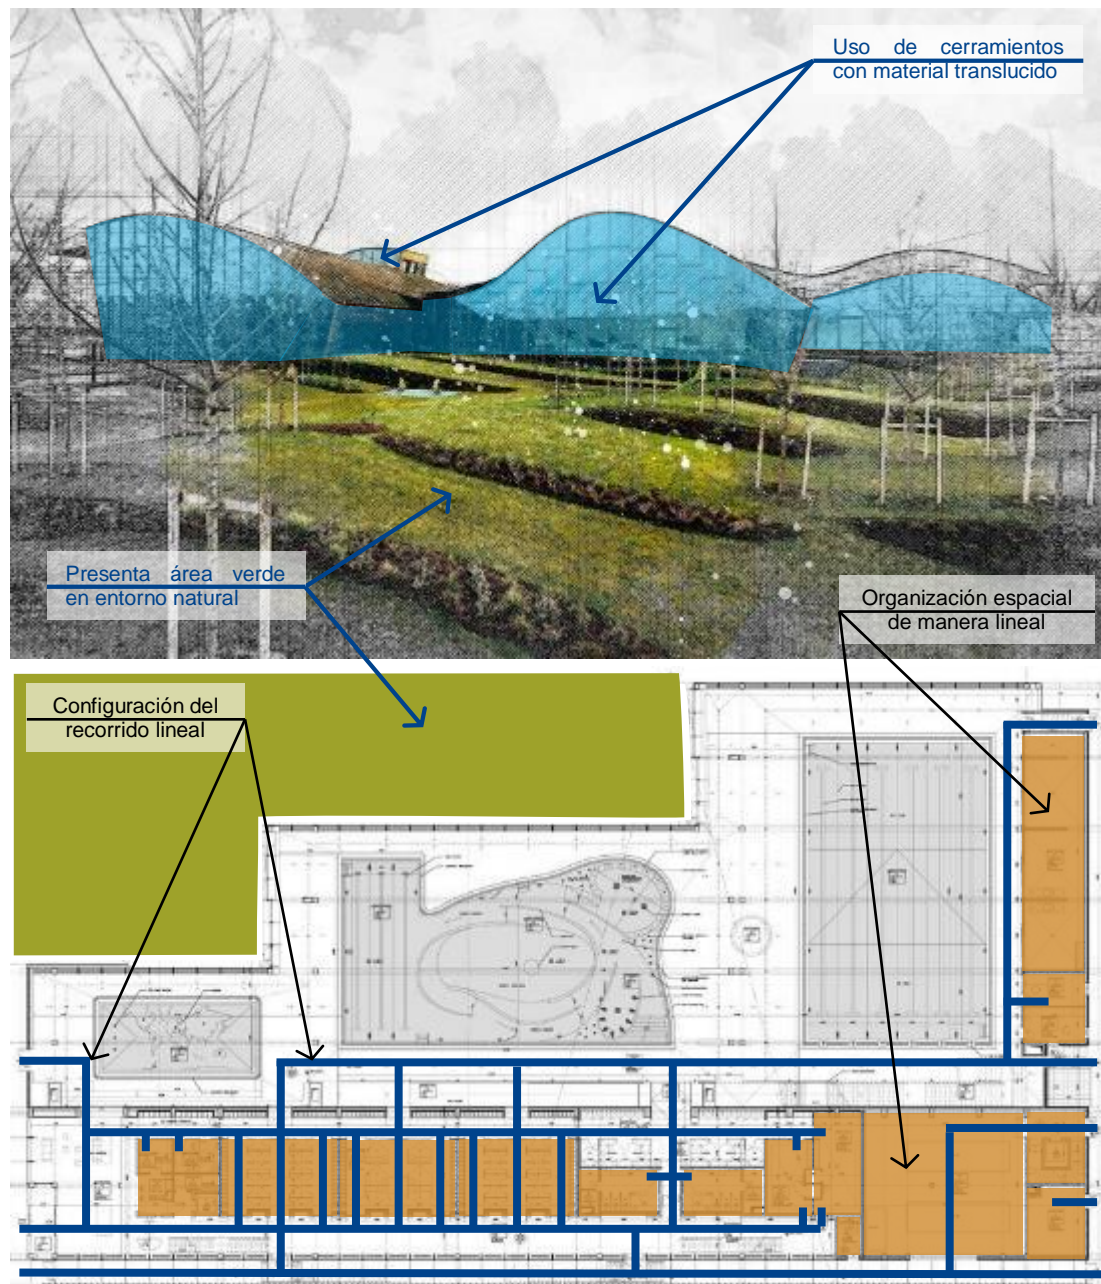 Uso de cerramientos
con material translucido
Presenta área verde
en entorno natural
Organización espacial
de manera lineal
Configuración del
recorrido lineal